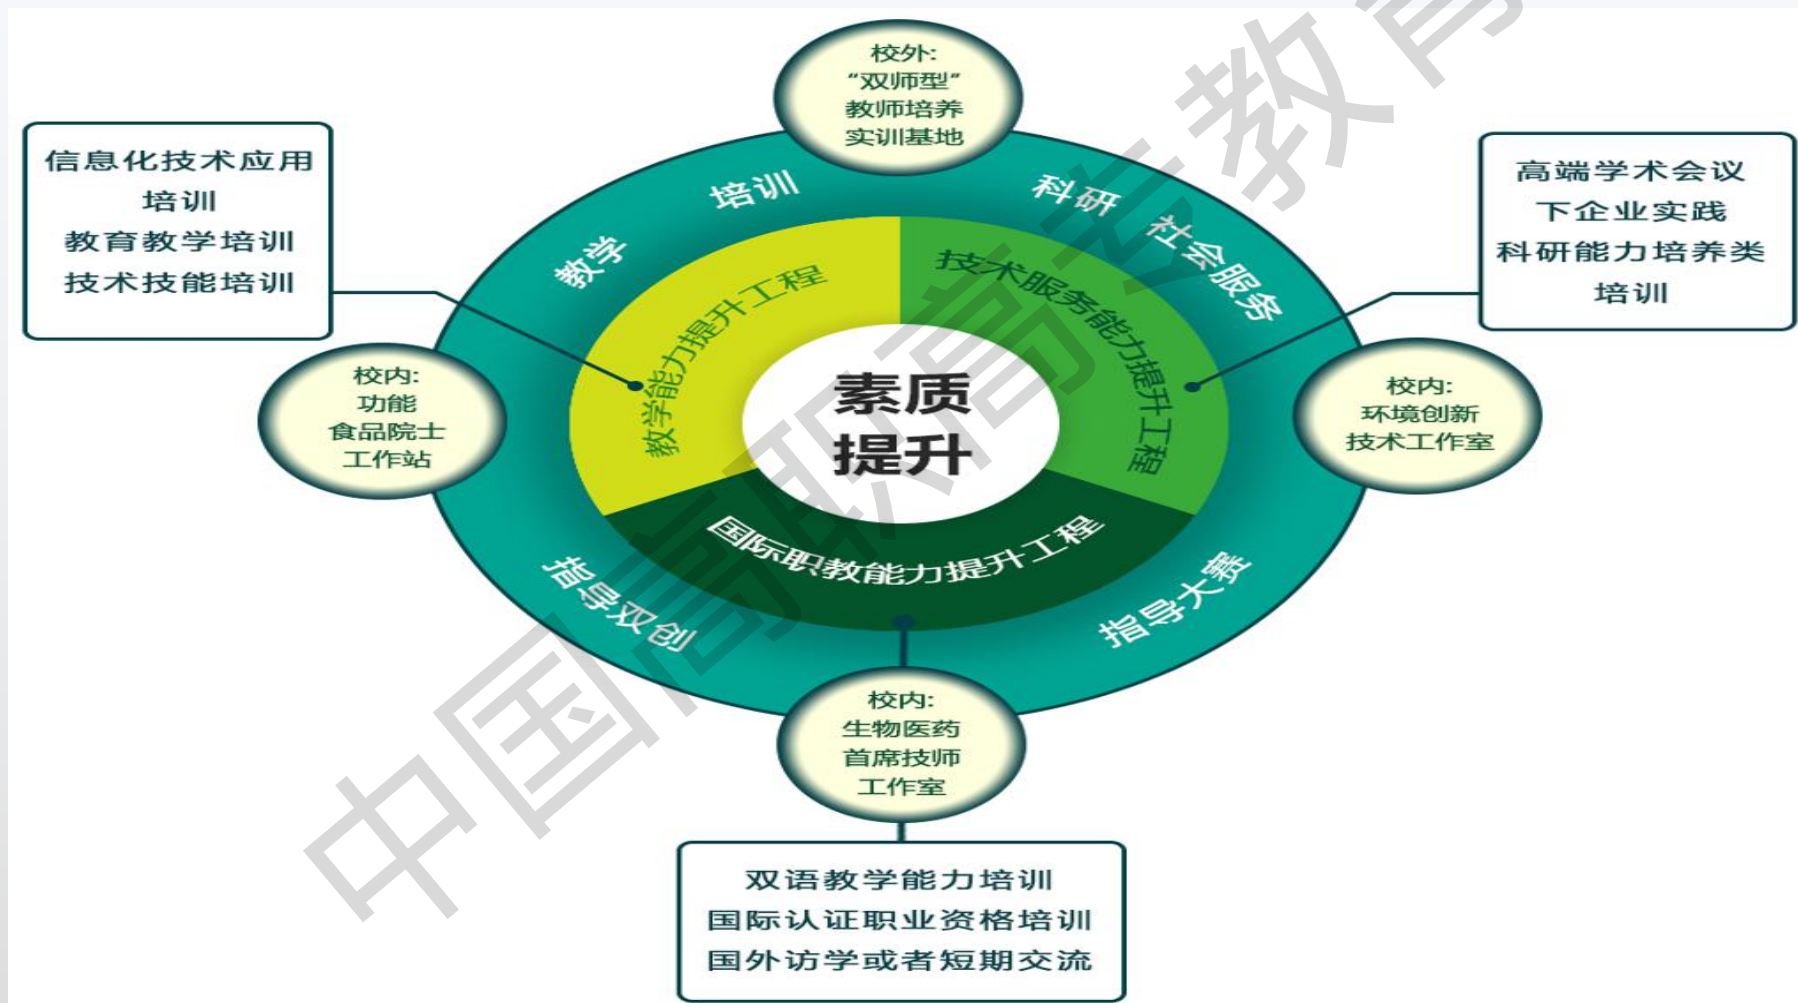 校外:
“双师型”
教师培养
实训基地
信息化技术应用
培训
教育教学培训
技术技能培训
高端学术会议
下企业实践
科研能力培养类
培训
教学
培训
科研
社会服务
教学能力提升工程
技术服务能力提升工程
素质
提升
校内:
功能
食品院士
工作站
校内:
环境创新
技术工作室
国际职教能力提升工程
指导双创
指导大赛
校内:
生物医药
首席技师
工作室
双语教学能力培训
国际认证职业资格培训
国外访学或者短期交流
中国高职高专教育